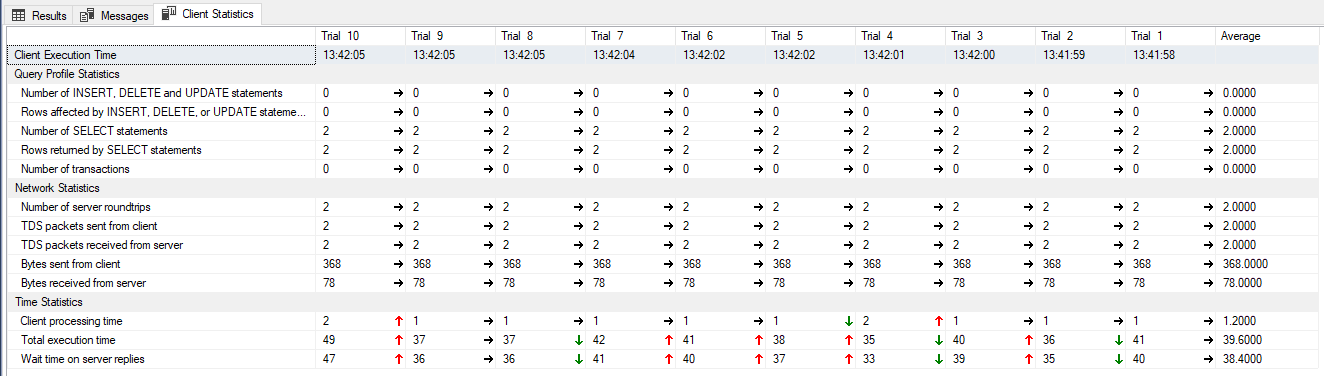 Results Messages Client Statistics
Trial 10 Trial 9 Trial 8 Trial 7 Trial 6 Trial 5 Trial 4 Trial 3 Trial 2 Trial 1 Average
Client Execution Time 13:42:05 13:42:05 13:42:05 13:42:04 13:42:02 13:42:02 13:42:01 13:42:00 13:41:59 13:41:58
Query Profile Statistics
Number of INSERT, DELETE and UPDATE statements 0 → 0 → 0 → 0 → 0 → 0 → 0 → 0 → 0 → 0 → 0.0000
Rows affected by INSERT, DELETE, or UPDATE stateme... 0 → 0 → 0 → 0 → 0 → 0 → 0 → 0 → 0 → 0 → 0.0000
Number of SELECT statements 2 → 2 → 2 → 2 → 2 → 2 → 2 → 2 → 2 → 2 → 2.0000
Rows returned by SELECT statements 2 → 2 → 2 → 2 → 2 → 2 → 2 → 2 → 2 → 2 → 2.0000
Number of transactions 0 → 0 → 0 → 0 → 0 → 0 → 0 → 0 → 0 → 0 → 0.0000
Network Statistics
Number of server roundtrips 2 → 2 → 2 → 2 → 2 → 2 → 2 → 2 → 2 → 2 → 2.0000
TDS packets sent from client 2 → 2 → 2 → 2 → 2 → 2 → 2 → 2 → 2 → 2 → 2.0000
TDS packets received from server 2 → 2 → 2 → 2 → 2 → 2 → 2 → 2 → 2 → 2 → 2.0000
Bytes sent from client 368 → 368 → 368 → 368 → 368 → 368 → 368 → 368 → 368 → 368 → 368.0000
Bytes received from server 78 → 78 → 78 → 78 → 78 → 78 → 78 → 78 → 78 → 78 → 78.0000
Time Statistics
Client processing time 2 ↑ 1 → 1 → 1 → 1 → 1 ↓ 2 ↑ 1 → 1 → 1 → 1.2000
Total execution time 49 ↑ 37 → 37 ↓ 42 ↑ 41 ↑ 38 ↑ 35 ↓ 40 ↑ 36 ↓ 41 → 39.6000
Wait time on server replies 47 ↑ 36 → 36 ↓ 41 ↑ 40 ↑ 37 ↑ 33 ↓ 39 ↑ 35 ↓ 40 → 38.4000